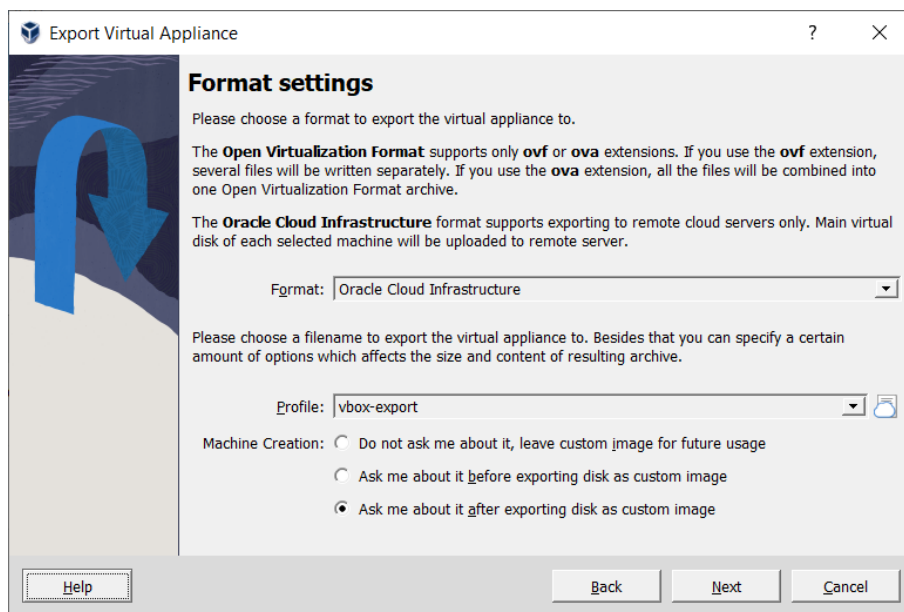 Export Virtual Appliance
?
Format settings
Please choose a format to export the virtual appliance to.
The Open Virtualization Format supports only ovf or ova extensions. If you use the ovf extension,
several files will be written separately. If you use the ova extension, all the files will be combined into
one Open Virtualization Format archive.
The Oracle Cloud Infrastructure format supports exporting to remote cloud servers only. Main virtual
disk of each selected machine will be uploaded to remote server.
Format: Oracle Cloud Infrastructure
Please choose a filename to export the virtual appliance to. Besides that you can specify a certain
amount of options which affects the size and content of resulting archive.
Profile: vbox-export
Machine Creation: Do not ask me about it, leave custom image for future usage
Ask me about it before exporting disk as custom image
Ask me about it after exporting disk as custom image
Help Back Next Cancel